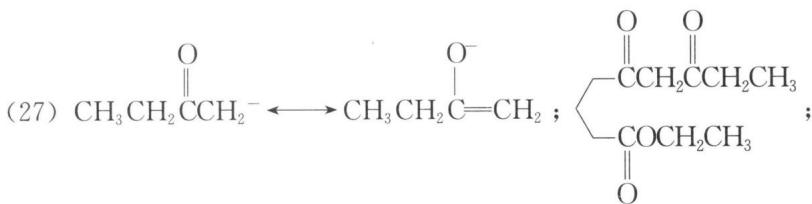 O O O⁻ O
(27) CH₃CH₂CCH₂⁻ ⟷ CH₃CH₂C=CH₂ ; CCH₂CCH₂CH₃ ;
COCH₂CH₃
O